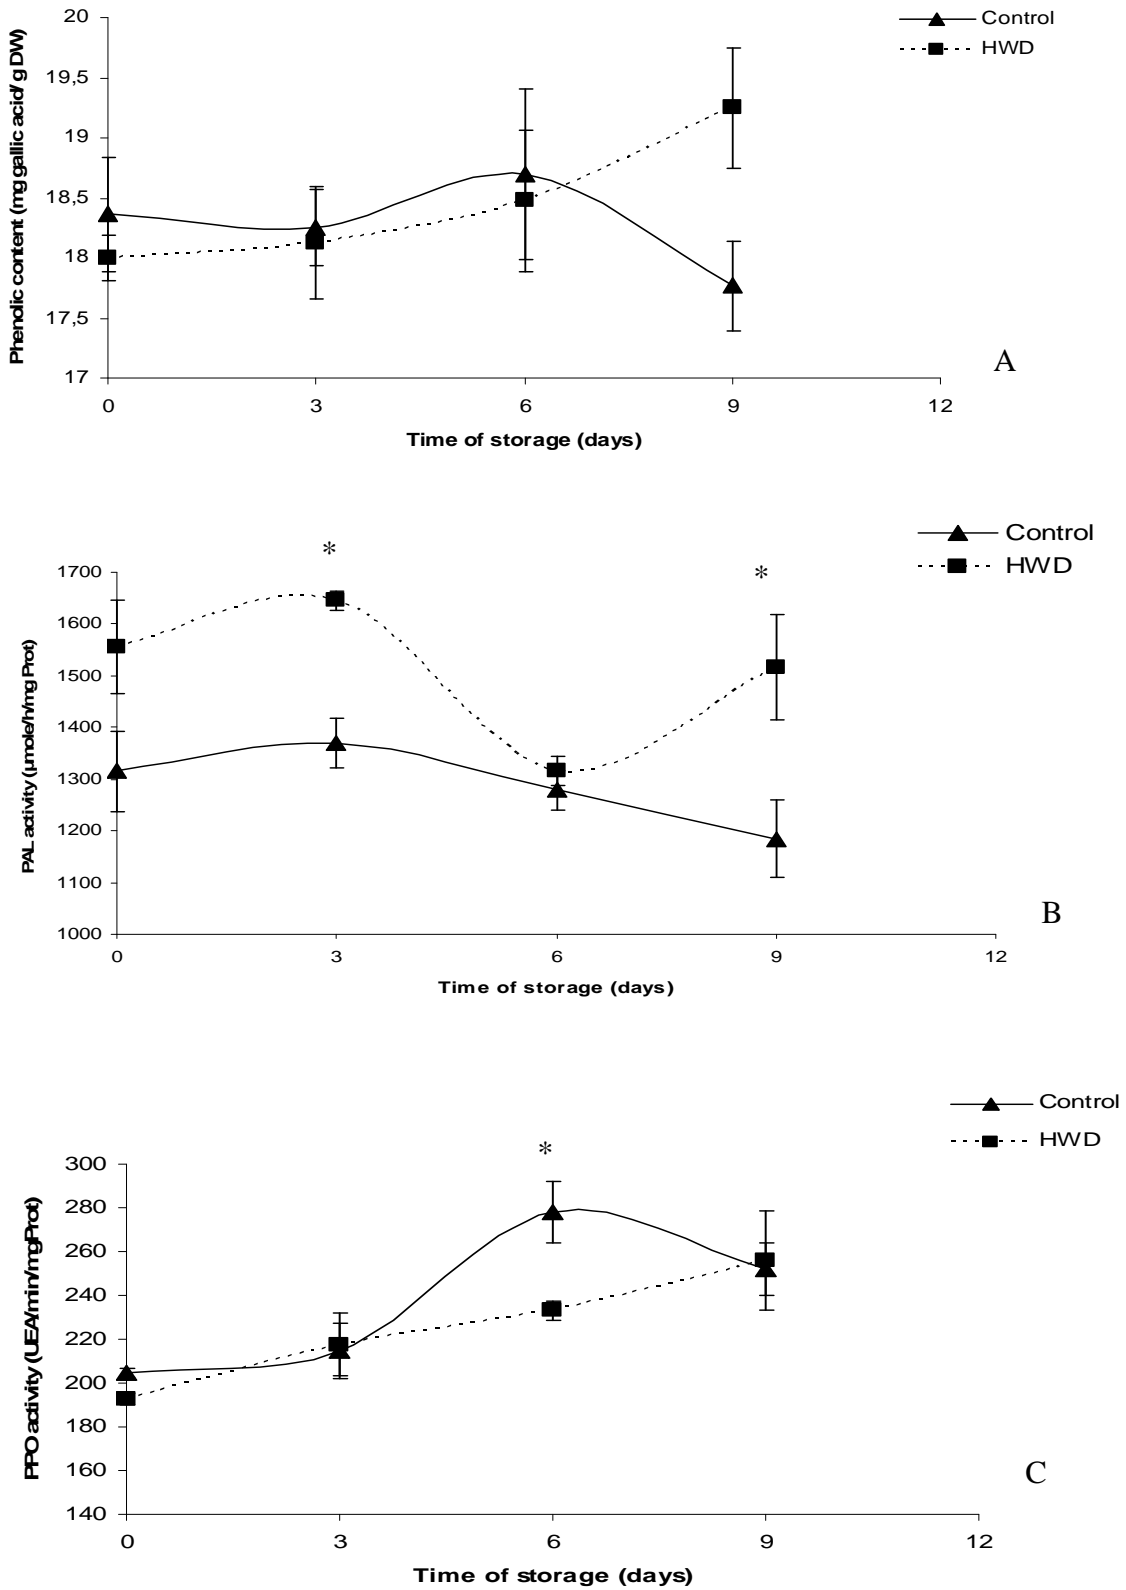 20
Control
HWD
19,5
19
18,5
18
17,5
17
Phenolic content (mg gallic acid/ g DW)
0 3 6 9 12
Time of storage (days)
A
Control
HWD
* *
1700
1600
1500
1400
1300
1200
1100
1000
PAL activity (µmole/h/mg Prot)
0 3 6 9 12
Time of storage (days)
B
Control
HWD
*
300
280
260
240
220
200
180
160
140
PPO activity (UEA/min/mgProt)
0 3 6 9 12
Time of storage (days)
C